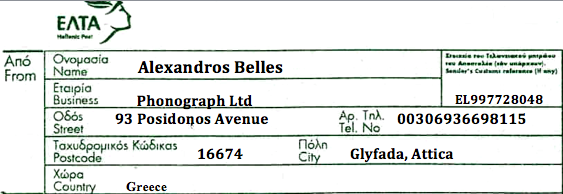 ΕΛΤΑ
Hellenic Post
Από
From
Ονομασία
Name
Alexandros Belles
Στοιχεία του Τελωνειακού μητρώου
του Αποστολέα (εάν υπάρχουν).
Sender's Customs reference (if any)
Εταιρία
Business
Phonograph Ltd
EL997728048
Οδός
Street
93 Posidonos Avenue
Αρ. Τηλ.
Tel. No
00306936698115
Ταχυδρομικός Κώδικας
Postcode
16674
Πόλη
City
Glyfada, Attica
Χώρα
Country
Greece